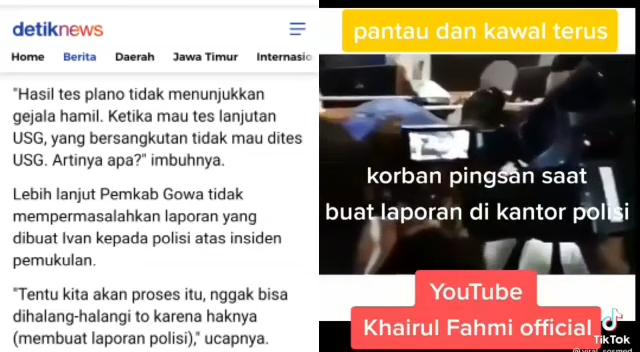 detiknews
Home Berita Daerah Jawa Timur Internasio
"Hasil tes plano tidak menunjukkan
gejala hamil. Ketika mau tes lanjutan
USG, yang bersangkutan tidak mau dites
USG. Artinya apa?" imbuhnya.
Lebih lanjut Pemkab Gowa tidak
mempermasalahkan laporan yang
dibuat Ivan kepada polisi atas insiden
pemukulan.
"Tentu kita akan proses itu, nggak bisa
dihalang-halangi to karena haknya
(membuat laporan polisi)," ucapnya.
pantau dan kawal terus
korban pingsan saat
buat laporan di kantor polisi
YouTube
Khairul Fahmi official
TikTok
@viral_sosmed